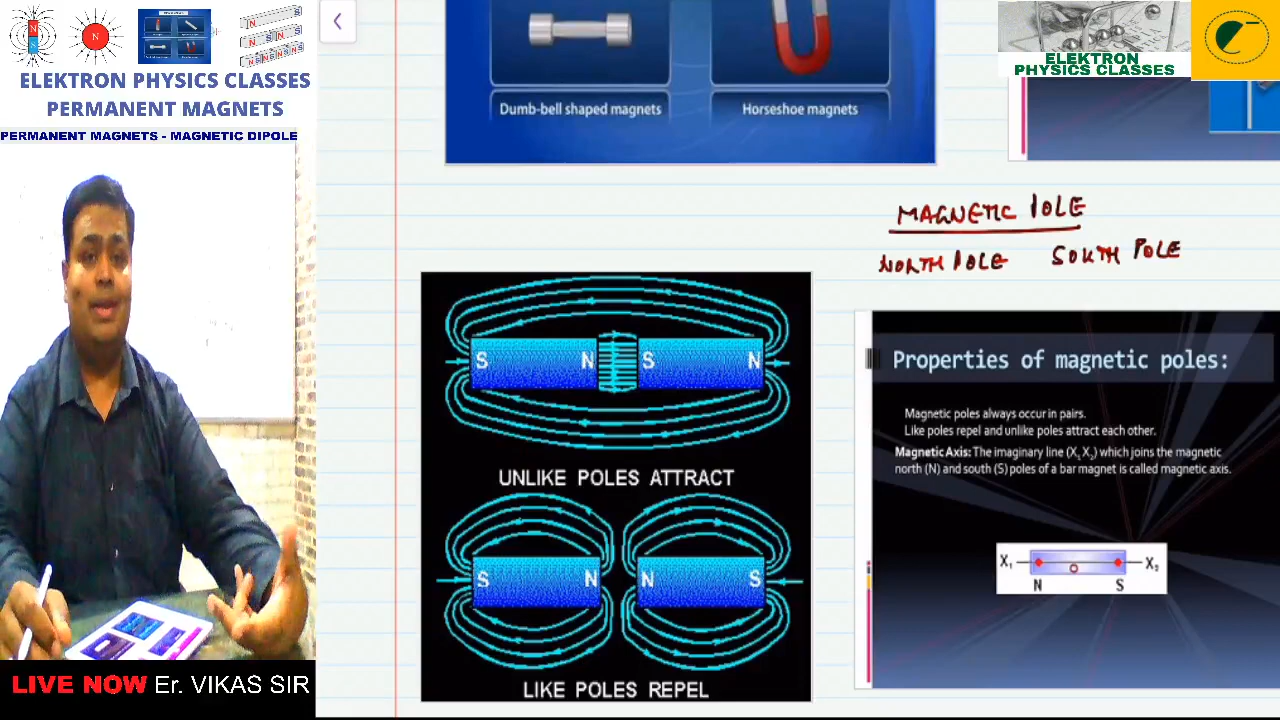 ELEKTRON PHYSICS CLASSES
PERMANENT MAGNETS
PERMANENT MAGNETS - MAGNETIC DIPOLE
LIVE NOW Er. VIKAS SIR
Dumb-bell shaped magnets
Horseshoe magnets
ELEKTRON
PHYSICS CLASSES
MAGNETIC POLE
NORTH POLE SOUTH POLE
S N S N
UNLIKE POLES ATTRACT
S N N S
LIKE POLES REPEL
Properties of magnetic poles:
Magnetic poles always occur in pairs.
Like poles repel and unlike poles attract each other.
Magnetic Axis: The imaginary line (X₁ X₂) which joins the magnetic
north (N) and south (S) poles of a bar magnet is called magnetic axis.
X₁ X₂
N S